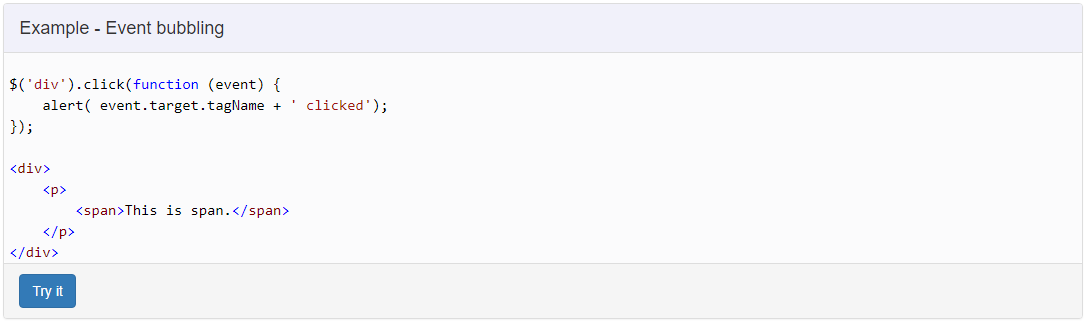 Example - Event bubbling
$('div').click(function (event) {
    alert( event.target.tagName + ' clicked');
});
<div>
    <p>
        <span>This is span.</span>
    </p>
</div>
Try it